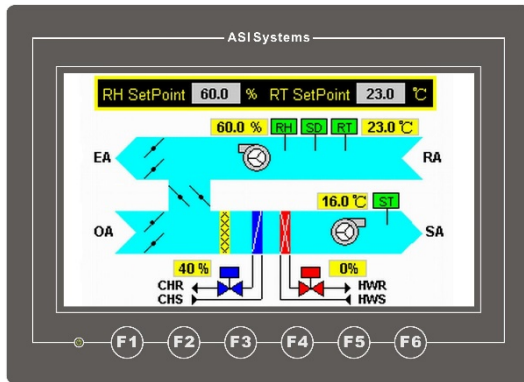 ASI Systems
RH SetPoint 60.0 % RT SetPoint 23.0 ℃
60.0 % RH SD RT 23.0 ℃
EA RA
16.0 ℃ ST
OA SA
40 % 0%
CHR HWR
CHS HWS
F1 F2 F3 F4 F5 F6